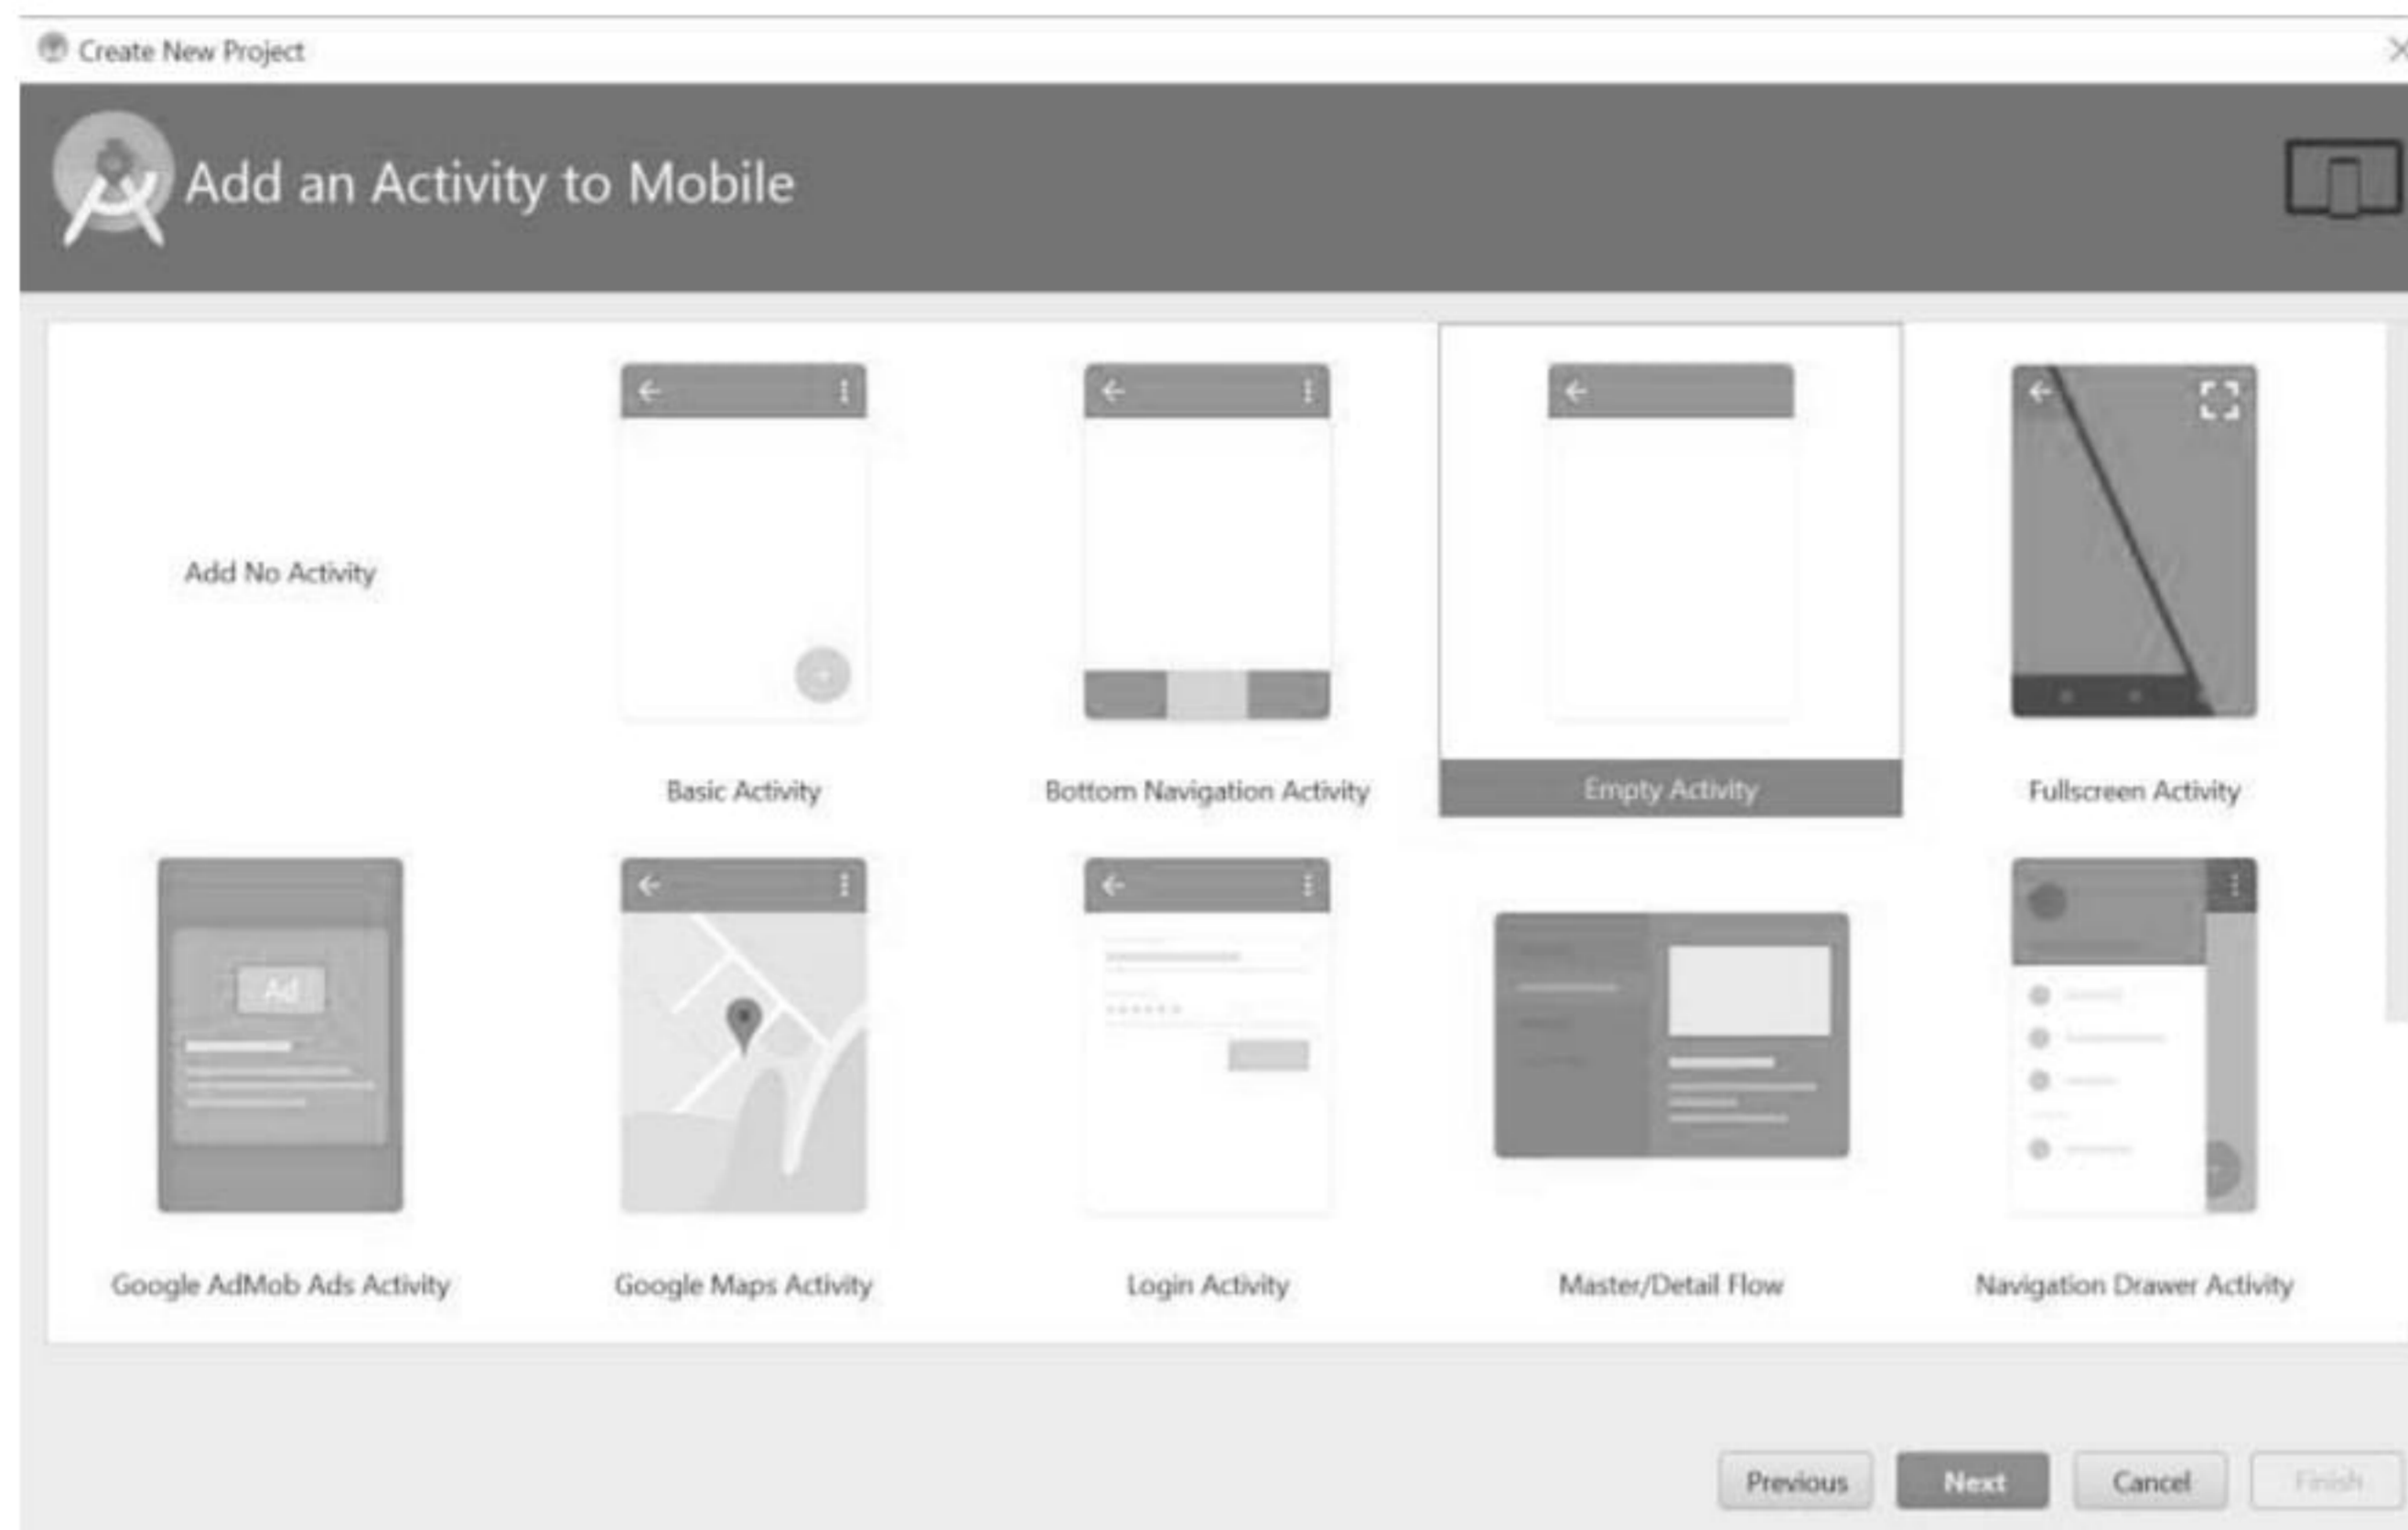 Create New Project
Add an Activity to Mobile
Add No Activity
Basic Activity
Bottom Navigation Activity
Empty Activity
Fullscreen Activity
Ad
Google AdMob Ads Activity
Google Maps Activity
Login Activity
Master/Detail Flow
Navigation Drawer Activity
Previous
Next
Cancel
Finish